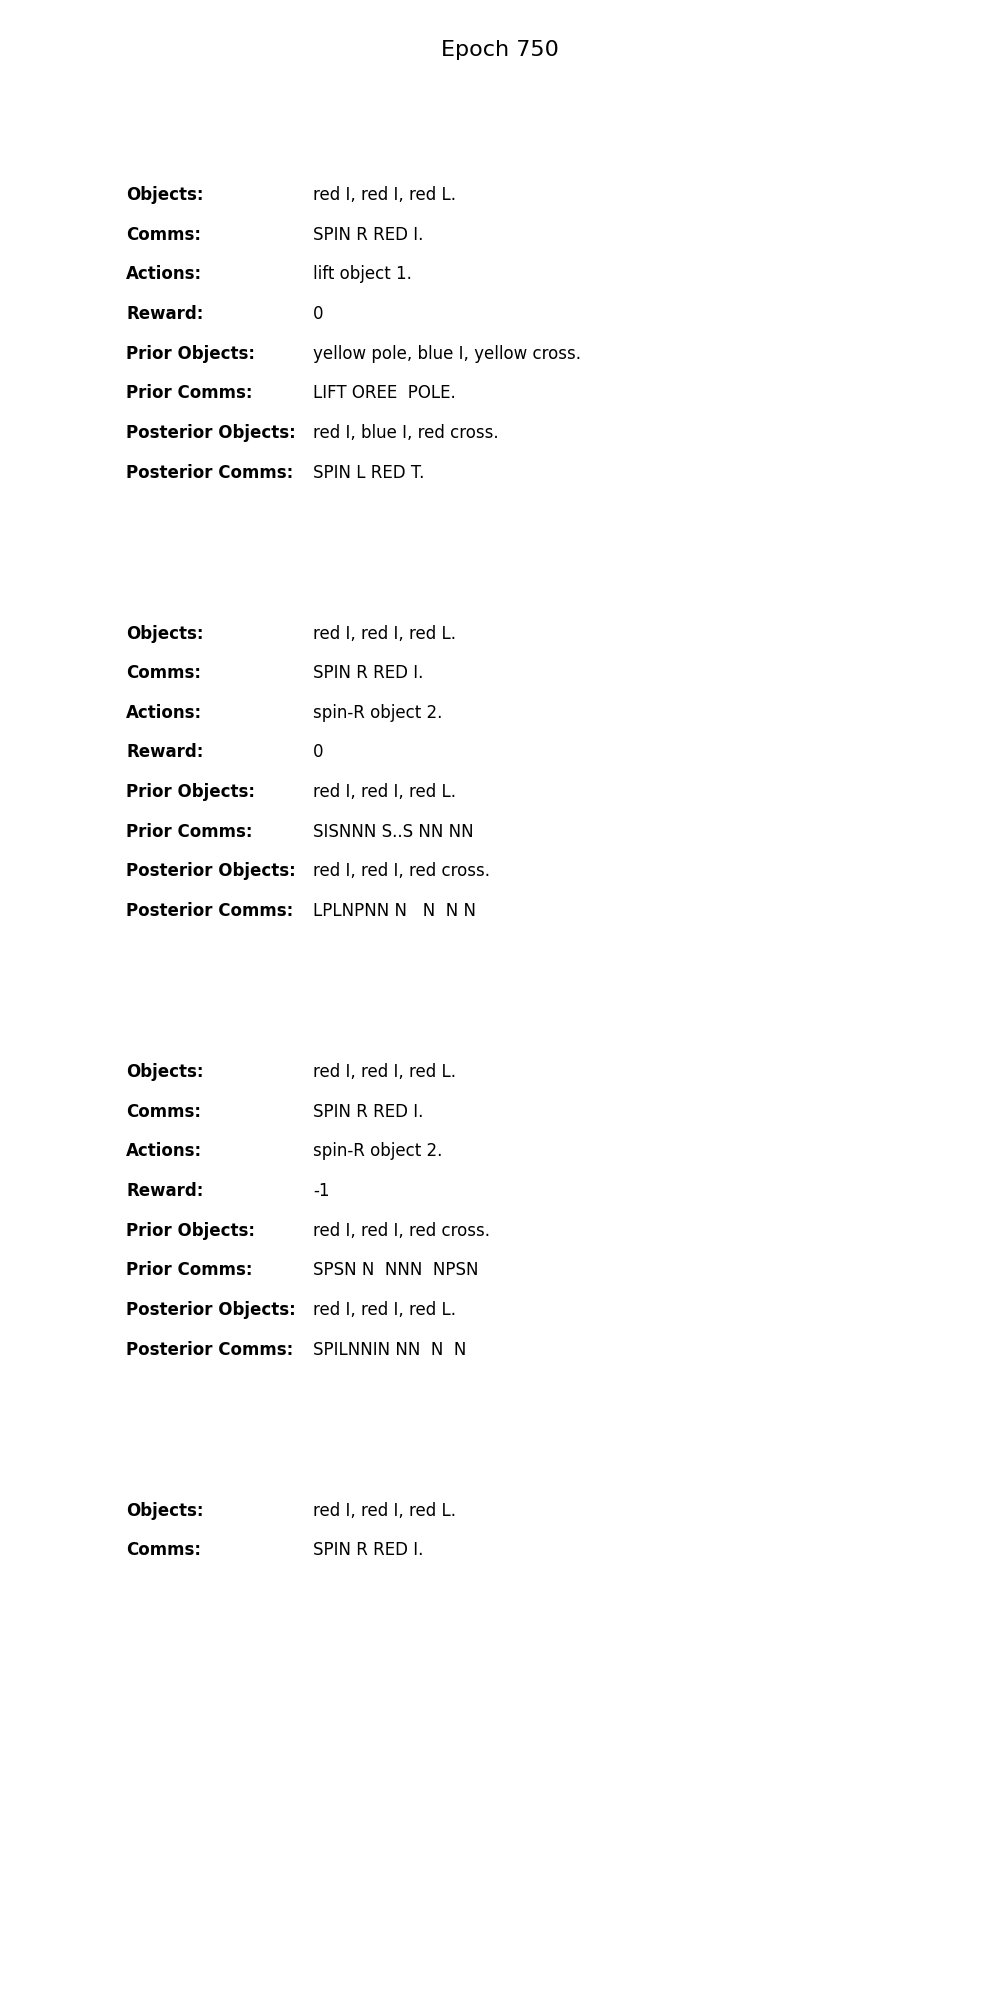 Epoch 750
Objects: red I, red I, red L.
Comms: SPIN R RED I.
Actions: lift object 1.
Reward: 0
Prior Objects: yellow pole, blue I, yellow cross.
Prior Comms: LIFT OREE  POLE.
Posterior Objects: red I, blue I, red cross.
Posterior Comms: SPIN L RED T.
Objects: red I, red I, red L.
Comms: SPIN R RED I.
Actions: spin-R object 2.
Reward: 0
Prior Objects: red I, red I, red L.
Prior Comms: SISNNN S..S NN NN
Posterior Objects: red I, red I, red cross.
Posterior Comms: LPLNPNN N   N  N N
Objects: red I, red I, red L.
Comms: SPIN R RED I.
Actions: spin-R object 2.
Reward: -1
Prior Objects: red I, red I, red cross.
Prior Comms: SPSN N  NNN  NPSN
Posterior Objects: red I, red I, red L.
Posterior Comms: SPILNNIN NN  N  N
Objects: red I, red I, red L.
Comms: SPIN R RED I.